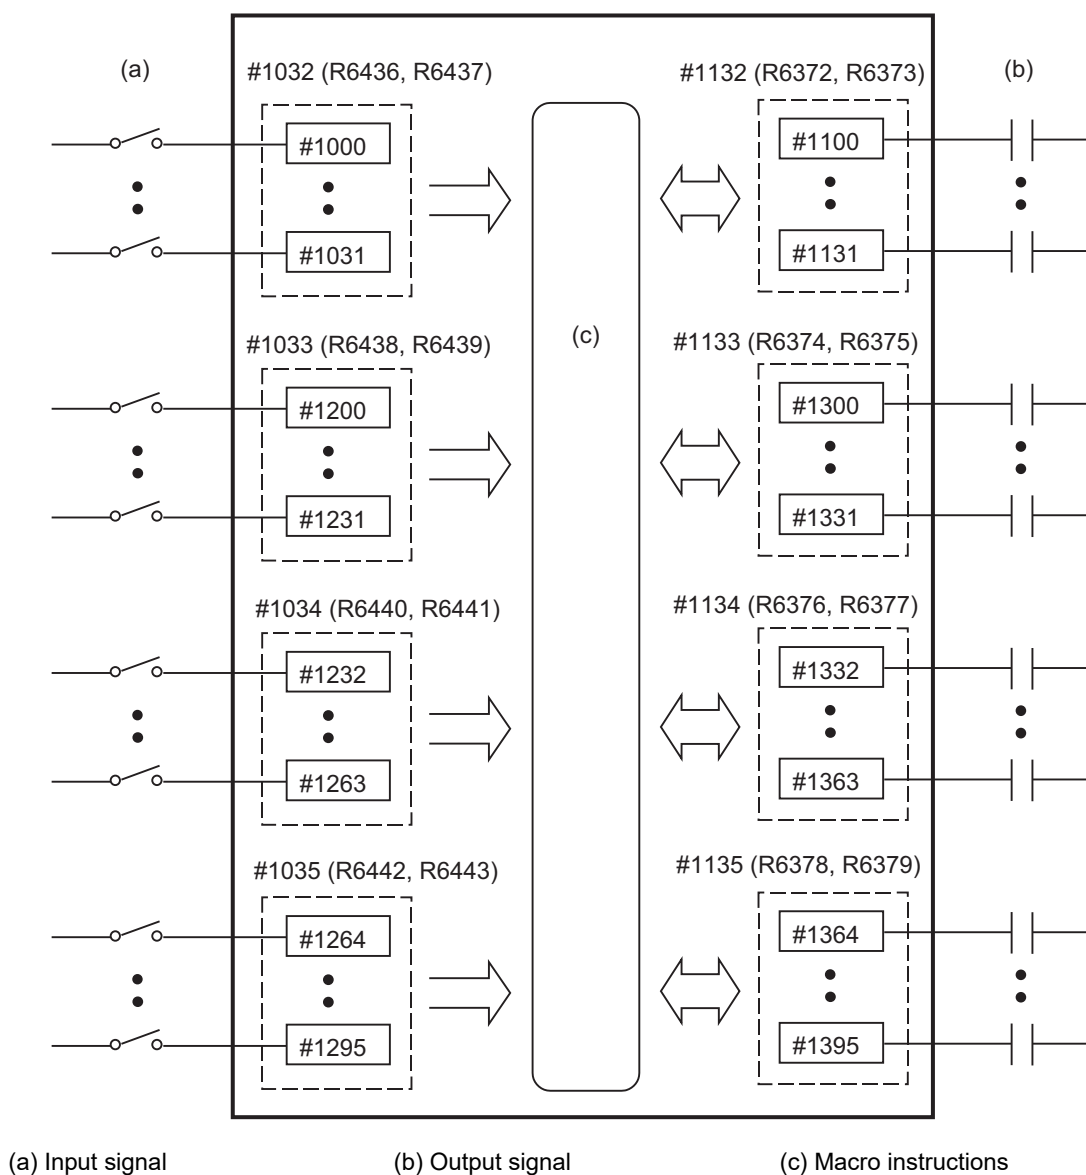 (a)
#1032 (R6436, R6437)
#1132 (R6372, R6373)
(b)
#1000
#1100
#1031
#1131
(c)
#1033 (R6438, R6439)
#1133 (R6374, R6375)
#1200
#1300
#1231
#1331
#1034 (R6440, R6441)
#1134 (R6376, R6377)
#1232
#1332
#1263
#1363
#1035 (R6442, R6443)
#1135 (R6378, R6379)
#1264
#1364
#1295
#1395
(a) Input signal
(b) Output signal
(c) Macro instructions